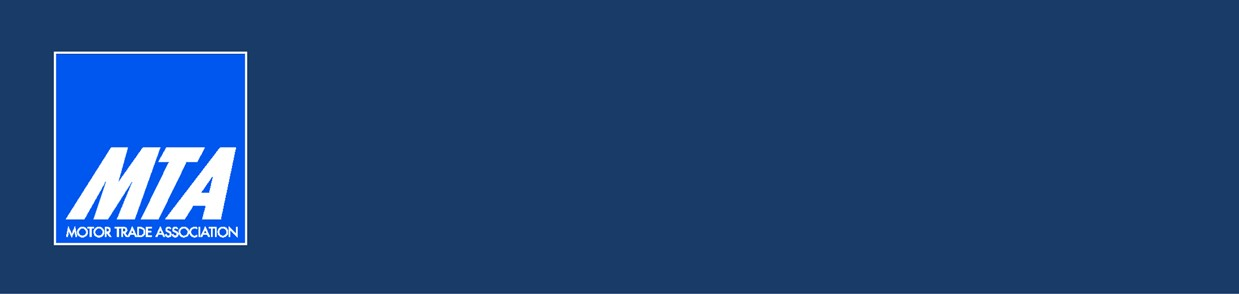 MTA
MOTOR TRADE ASSOCIATION